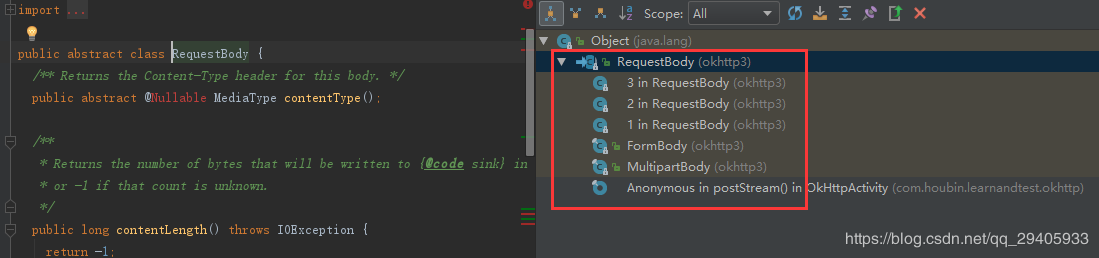 import ...
public abstract class RequestBody {
/** Returns the Content-Type header for this body. */
public abstract @Nullable MediaType contentType();
/**
* Returns the number of bytes that will be written to {@code sink} in
* or -1 if that count is unknown.
*/
public long contentLength() throws IOException {
return -1;
Scope: All
Object (java.lang)
RequestBody (okhttp3)
3 in RequestBody (okhttp3)
2 in RequestBody (okhttp3)
1 in RequestBody (okhttp3)
FormBody (okhttp3)
MultipartBody (okhttp3)
Anonymous in postStream() in OkHttpActivity (com.houbin.learnandtest.okhttp)
https://blog.csdn.net/qq_29405933